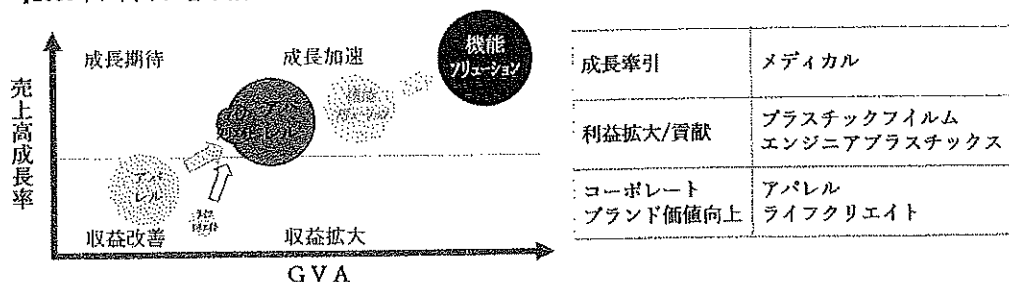 成長期待
成長加速
機能
ソリューション
売上高成長率
アパ
レル
収益改善
収益拡大
GVA
成長牽引
メディカル
利益拡大/貢献
プラスチックフイルム
エンジニアプラスチックス
コーポレート
ブランド価値向上
アパレル
ライフクリエイト